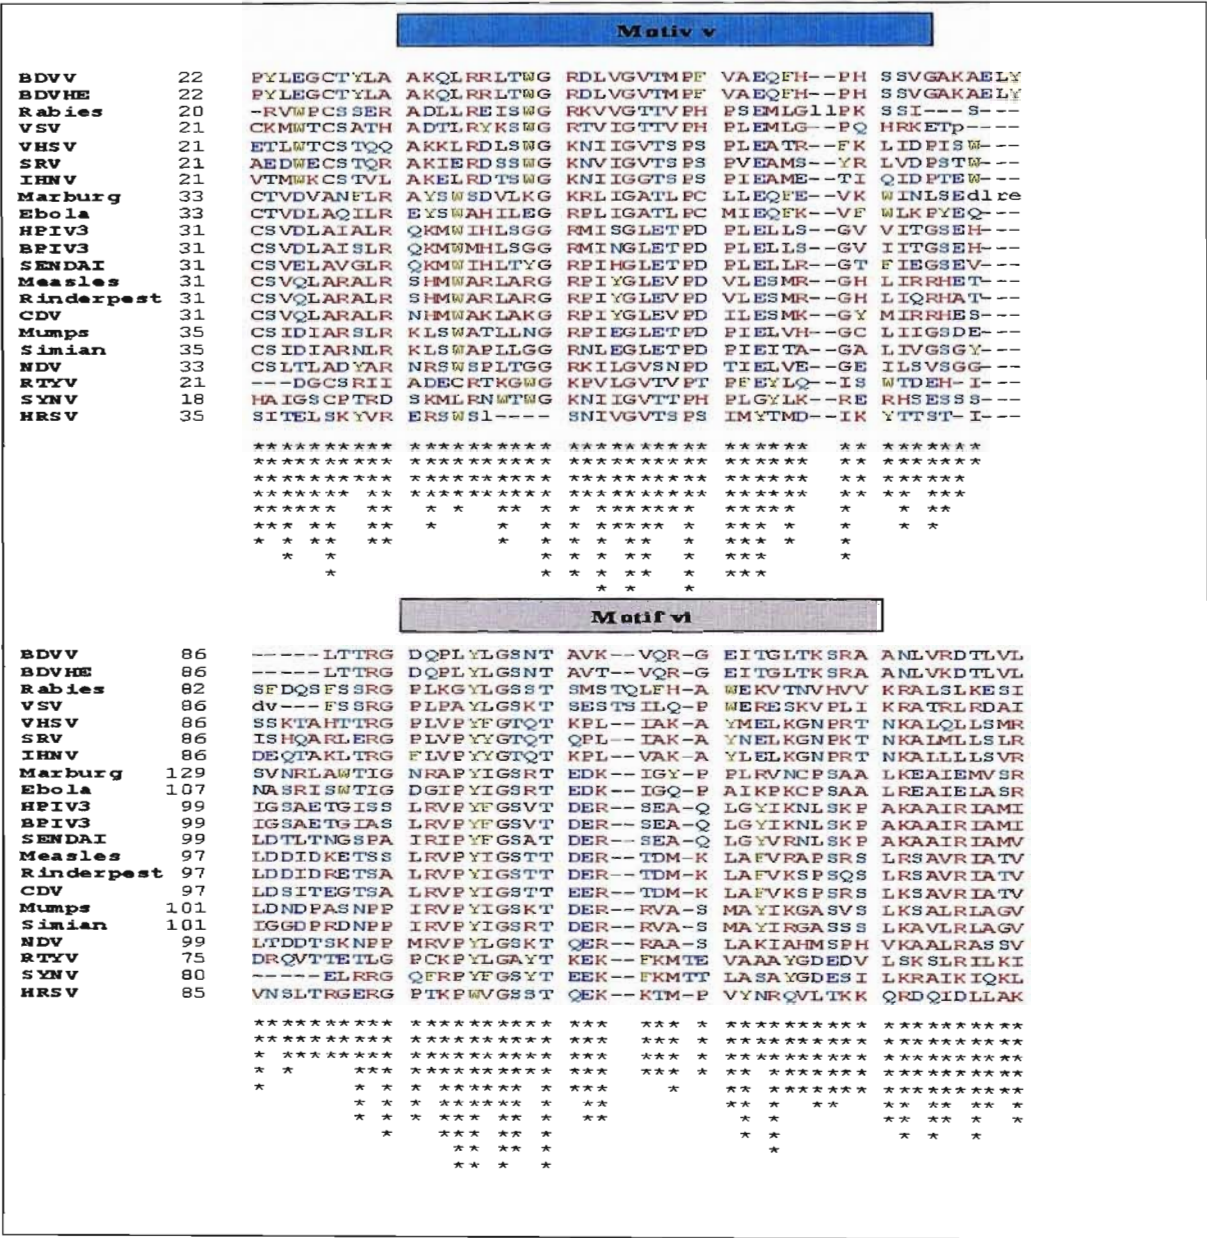 Motiv v
BDVV 22 PYLEGCTYLA AKQLRRLTWG RDLVGVTMPF VAEQFH--PH SSVGAKAELY
BDVHE 22 PYLEGCTYLA AKQLRRLTWG RDLVGVTMPF VAEQFH--PH SSVGAKAELY
Rabies 20 -RVWPCSSER ADLLREISWG RKVVGTTVPH PSEMLGllPK SSI---S---
VSV 21 CKMWTCSATH ADTLRYKSWG RTVIGTTVPH PLEMLG--PQ HRKETp----
VHSV 21 ETLWTCSTQQ AKKLRDLSWG KNIIGVTSPS PLEATR--FK LIDPISW---
SRV 21 AEDWECSTQR AKIERDSSWG KNVIGVTSPS PVEAMS--YR LVDPSTW---
IHNV 21 VTMWKCSTVL AKELRDTSWG KNIIGGTSPS PIEAME--TI QIDPTEW---
Marburg 33 CTVDVANFLR AYSWSDVLKG KRLIGATLPC LLEQFE--VK WINLSEdlre
Ebola 33 CTVDLAQILR EYSWAHILEG RPLIGATLPC MIEQFK--VF WLKPYEQ---
HPIV3 31 CSVDLAIALR QKMWIHLSGG RMISGLETPD PLELLS--GV VITGSEH---
BPIV3 31 CSVDLAISLR QKMWMHLSGG RMINGLETPD PLELLS--GV IITGSEH---
SENDAI 31 CSVELAVGLR QKMWIHLTYG RPIHGLETPD PLELLR--GT FIEGSEV---
Measles 31 CSVQLARALR SHMWARLARG RPIYGLEVPD VLESMR--GH LIRRHET---
Rinderpest 31 CSVQLARALR SHMWARLARG RPIYGLEVPD VLESMR--GH LIQRHAT---
CDV 31 CSVQLARALR NHMWAKLAKG RPIYGLEVPD ILESMK--GY MIRRHES---
Mumps 35 CSIDIARSLR KLSWATLLNG RPIEGLETPD PIELVH--GC LIIGSDE---
Simian 35 CSIDIARNLR KLSWAPLLGG RNLEGLETPD PIEITA--GA LIVGSGY---
NDV 33 CSLTLADYAR NRSWSPLTGG RKILGVSNPD TIELVE--GE ILSVSGG---
RTYV 21 ---DGCSRII ADECRTKGWG KPVLGVTVPT PFEYLQ--IS WTDEH-I---
SYNV 18 HAIGSCPTRD SKMLRNWTWG NIIGVTTPH PLGYLK--RE RHSESSS---
HRSV 35 SITELSKYVR ERSWSl---- SNIVGVTSPS IMYTMD--IK YTTST-I---
Motif vi
BDVV 86 -----LTTRG DQPLYLGSNT AVK--VQR-G EITGLTKSRA ANLVRDTLVL
BDVHE 86 -----LTTRG DQPLYLGSNT AVT--VQR-G EITGLTKSRA ANLVKDTLVL
Rabies 82 SFDQSFSSRG PLKGYLGSST SMSTQLFH-A WEKVTNVHVV KRALSLKESI
VSV 86 dv---FSSRG PLPAYLGSKT SESTSILQ-P WERESKVPLI KRATRLRDAI
VHSV 86 SSKTAHTTRG PLVPYFGTQT KPL--IAK-A YMELKGNPRT NKALQLLSMR
SRV 86 ISHQARLERG PLVPYYGTQT QPL--IAK-A YNELKGNPKT NKALMLLSLR
IHNV 86 DEQTAKLTRG FLVPYYGTQT KPL--VAK-A YLELKGNPRT NKALLLLSVR
Marburg 129 SVNRLAWTIG NRAPYIGSRT EDK--IGY-P PLRVNCPSAA LKEAIEMVSR
Ebola 107 NASRISWTIG DGIPYIGSRT EDK--IGQ-P AIKPKCPSAA LREAIELASR
HPIV3 99 IGSAETGISS LRVPYFGSVT DER--SEA-Q LGYIKNLSKP AKAAIRIAMI
BPIV3 99 IGSAETGIAS LRVPYFGSVT DER--SEA-Q LGYIKNLSKP AKAAIRIAMI
SENDAI 99 LDTLTNGSPA IRIPYFGSAT DER--SEA-Q LGYVRNLSKP AKAAIRIAMV
Measles 97 LDDIDKETSS LRVPYIGSTT DER--TDM-K LAFVRAPSRS LRSAVRIATV
Rinderpest 97 LDDIDRETSA LRVPYIGSTT DER--TDM-K LAFVKSPSQS LRSAVRIATV
CDV 97 LDSITEGTSA LRVPYIGSTT EER--TDM-K LAFVKSPSRS LKSAVRIATV
Mumps 101 LDNDPASNPP IRVPYIGSKT DER--RVA-S MAYIKGASVS LKSALRLAGV
Simian 101 IGGDPRDNPP IRVPYIGSKT DER--RVA-S MAYIRGASSS LKAVLRLAGV
NDV 99 LTDDTSKNPP MRVPYLGSKT QER--RAA-S LAKIAHMSPH VKAALRASSV
RTYV 75 DRQVTTETLG PCKPYLGAYT KEK--FKMTE VAAAYGDEDV LSKSLRILKI
SYNV 80 -----ELRRG QFRPYFGSYT EEK--FKMTT LASAYGDESI LKRAIKIQKL
HRSV 85 VNSLTRGERG PTKPWVGSST QEK--KTM-P VYNRQVLTKK QRDQIDLLAK